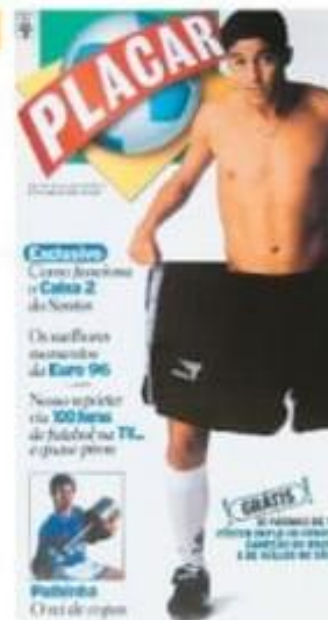 PLACAR
Exclusivo
Como funciona
o Caixa 2
do Santos
Os melhores
momentos
da Euro 96
Nosso repórter
viu 100 horas
de futebol na TV...
e quase pirou
GRÁTIS
Palhinha
O rei de copas